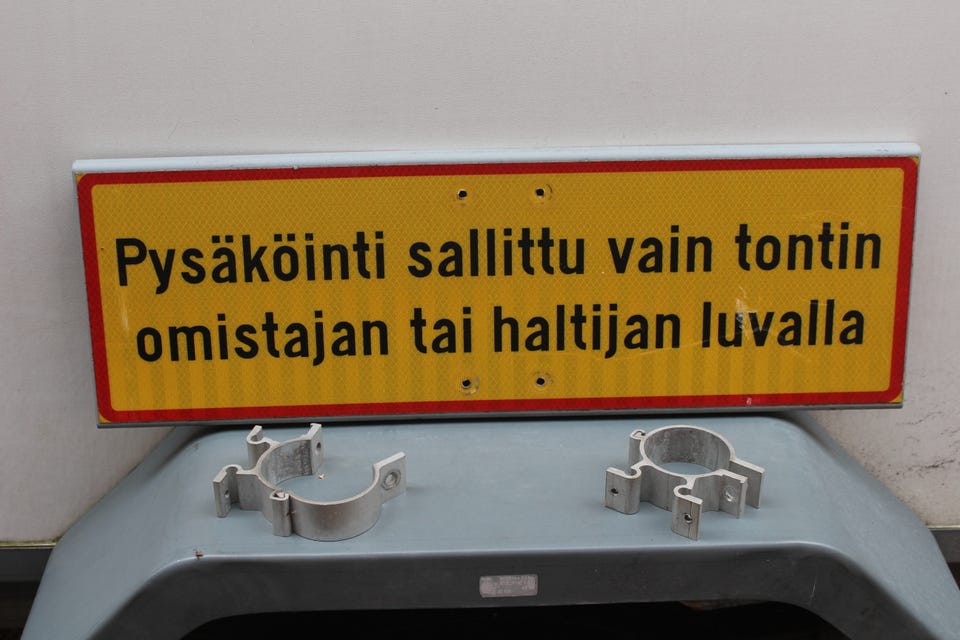 Pysäköinti sallittu vain tontin
omistajan tai haltijan luvalla